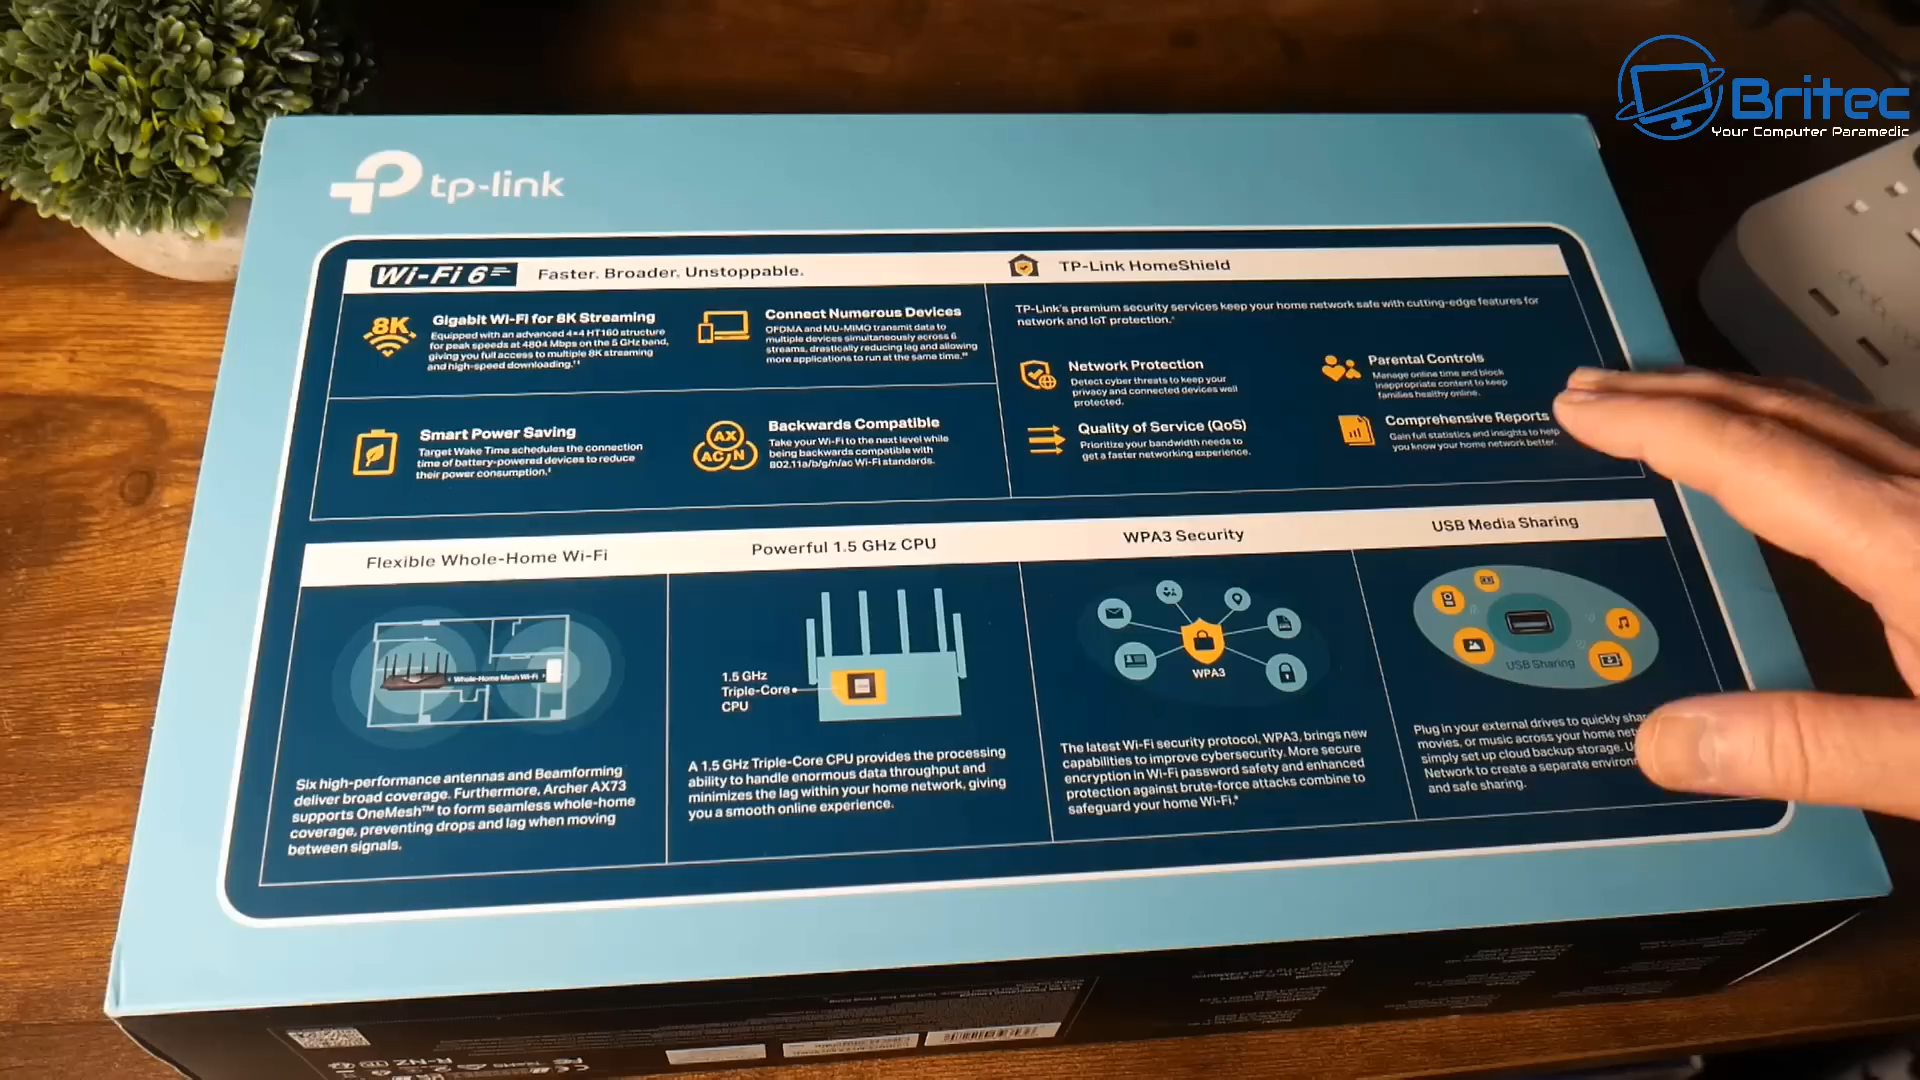 Britec
Your Computer Paramedic
tp-link
Wi-Fi 6
Faster. Broader. Unstoppable.
8K
Gigabit Wi-Fi for 8K Streaming
Equipped with an advanced 4×4 HT160 structure
for peak speeds at 4804 Mbps on the 5 GHz band,
giving you full access to multiple 8K streaming
and high-speed downloading.††
Connect Numerous Devices
OFDMA and MU-MIMO transmit data to
multiple devices simultaneously across 6
streams, drastically reducing lag and allowing
more applications to run at the same time.**
Smart Power Saving
Target Wake Time schedules the connection
time of battery-powered devices to reduce
their power consumption.‡
AX
AC N
Backwards Compatible
Take your Wi-Fi to the next level while
being backwards compatible with
802.11a/b/g/n/ac Wi-Fi standards.
TP-Link HomeShield
TP-Link's premium security services keep your home network safe with cutting-edge features for
network and IoT protection.
Network Protection
Detect cyber threats to keep your
privacy and connected devices well
protected.
Parental Controls
Manage online time and block
inappropriate content to keep
families healthy online.
Quality of Service (QoS)
Prioritize your bandwidth needs to
get a faster networking experience.
Comprehensive Reports
Gain full statistics and insights to help
you know your home network better.
Flexible Whole-Home Wi-Fi
Whole-Home Mesh Wi-Fi
Six high-performance antennas and Beamforming
deliver broad coverage. Furthermore, Archer AX73
supports OneMesh™ to form seamless whole-home
coverage, preventing drops and lag when moving
between signals.
Powerful 1.5 GHz CPU
1.5 GHz
Triple-Core
CPU
A 1.5 GHz Triple-Core CPU provides the processing
ability to handle enormous data throughput and
minimizes the lag within your home network, giving
you a smooth online experience.
WPA3 Security
WPA3
The latest Wi-Fi security protocol, WPA3, brings new
capabilities to improve cybersecurity. More secure
encryption in Wi-Fi password safety and enhanced
protection against brute-force attacks combine to
safeguard your home Wi-Fi.*
USB Media Sharing
USB Sharing
Plug in your external drives to quickly
movies, or music across your home
simply set up cloud backup storage.
Network to create a separate
and safe sharing.
R-NZ